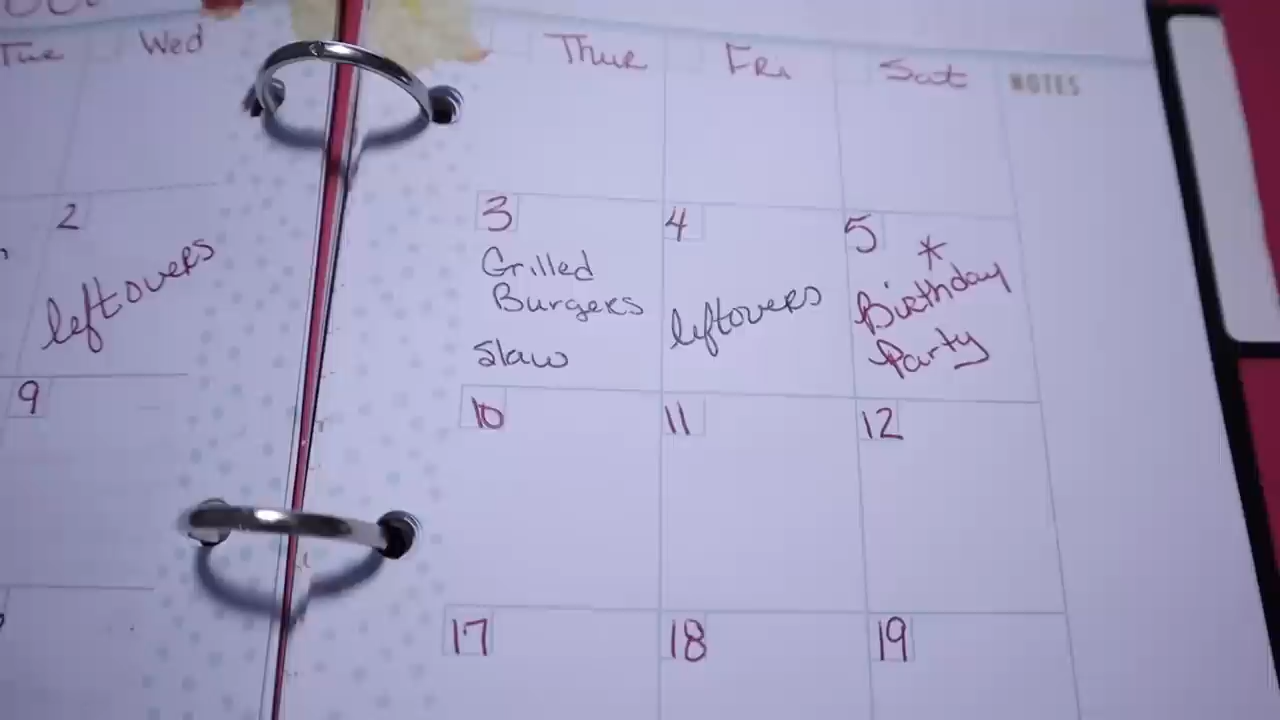 Tue Wed Thur Fri Sat NOTES
2 3 4 5
leftovers
Grilled
Burgers
Slaw
leftovers
*
Birthday
Party
9 10 11 12
17 18 19